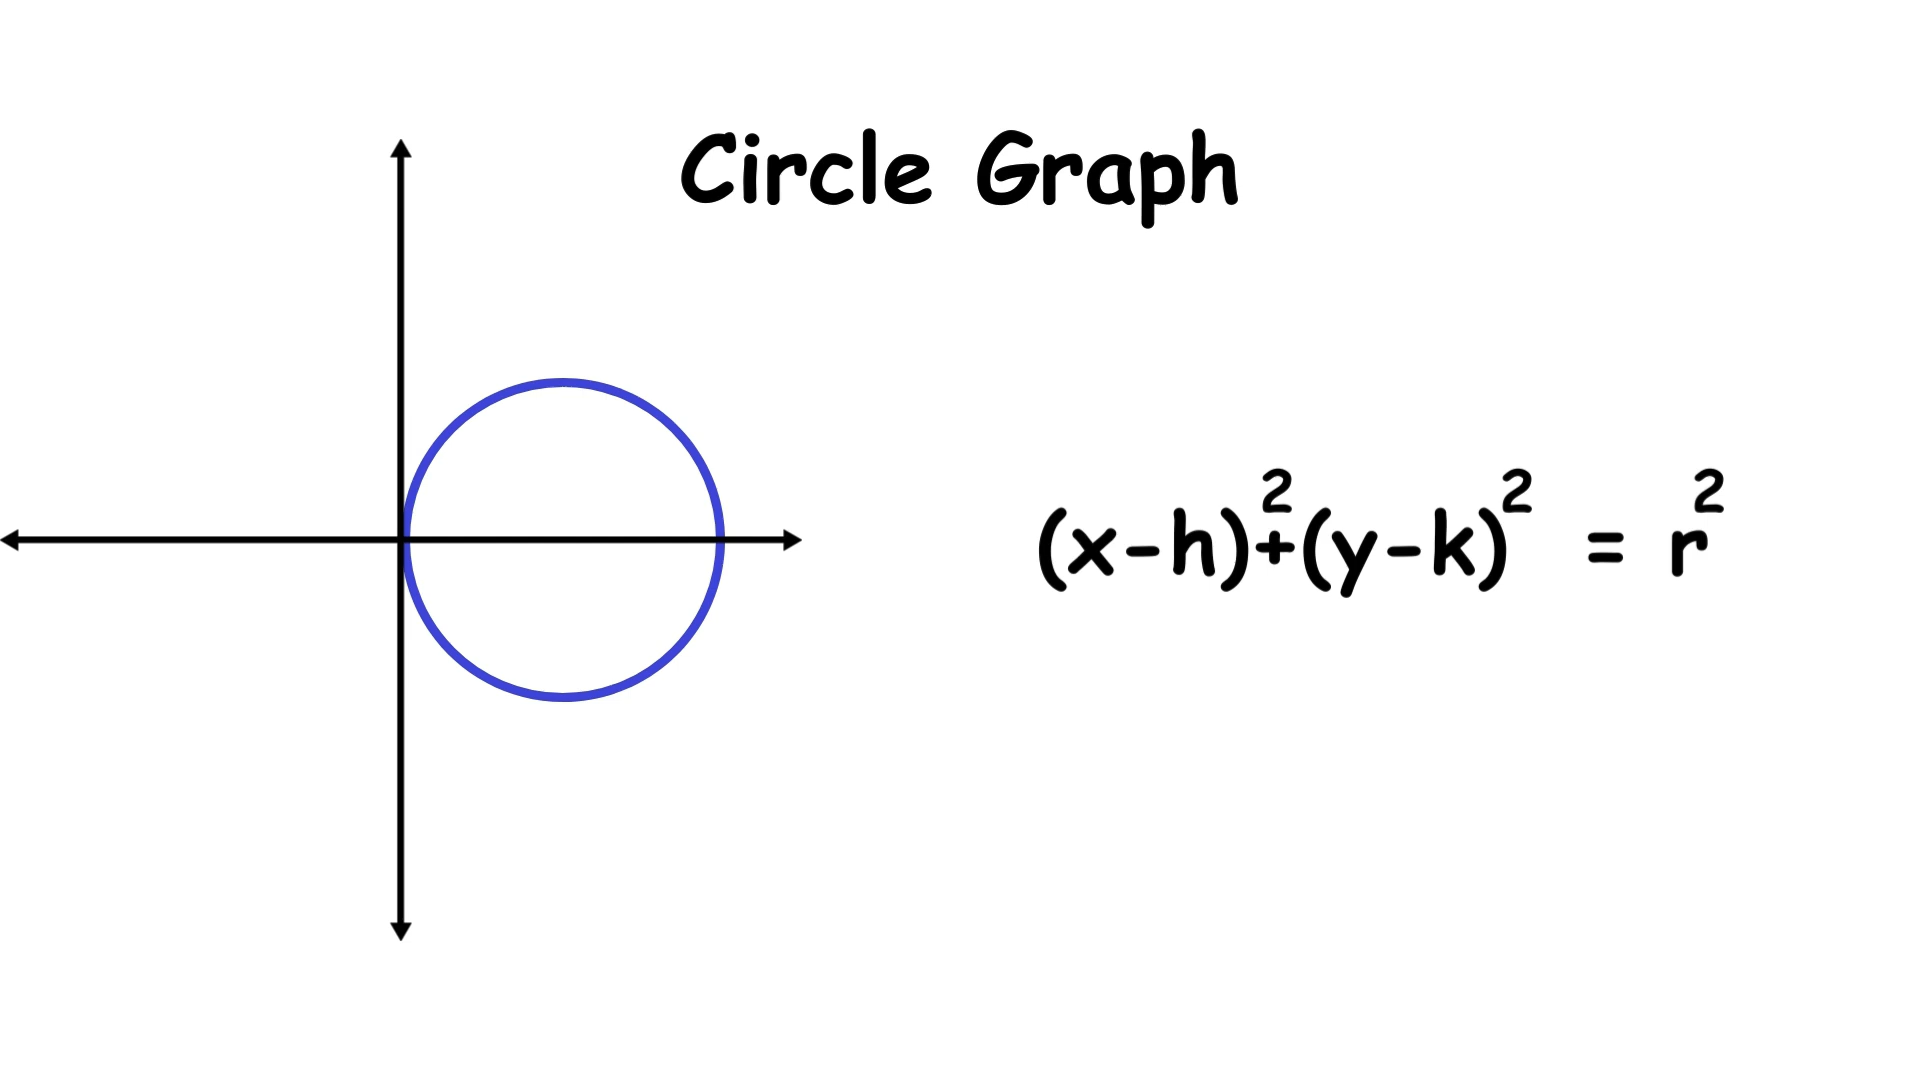 Circle Graph
(x-h)²+(y-k)² = r²